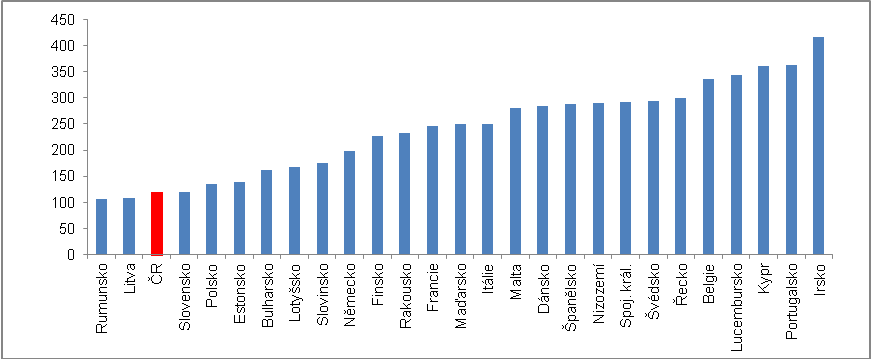 450
400
350
300
250
200
150
100
50
0
Rumunsko
Litva
ČR
Slovensko
Polsko
Estonsko
Bulharsko
Lotyšsko
Slovinsko
Německo
Finsko
Rakousko
Francie
Maďarsko
Itálie
Malta
Dánsko
Španělsko
Nizozemí
Spoj. král.
Švédsko
Řecko
Belgie
Lucembursko
Kypr
Portugalsko
Irsko